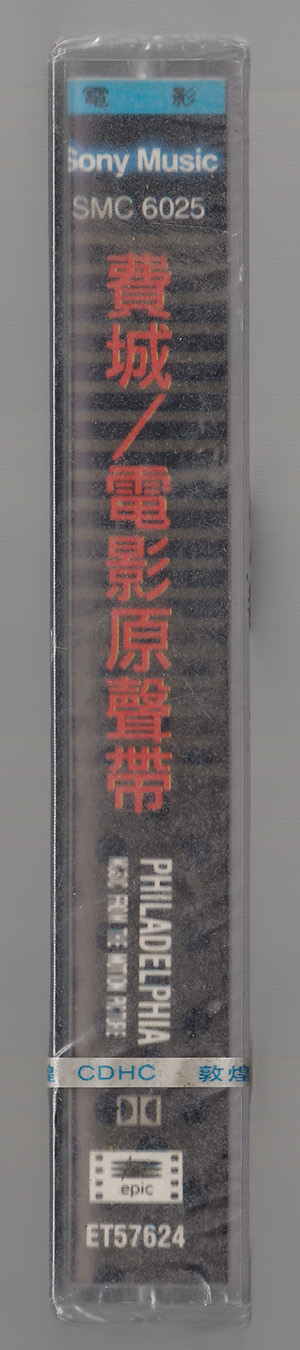 電影
Sony Music
SMC 6025
費城/電影原聲帶
PHILADELPHIA
MUSIC FROM THE MOTION PICTURE
煌 CDHC 敦煌
epic
ET57624